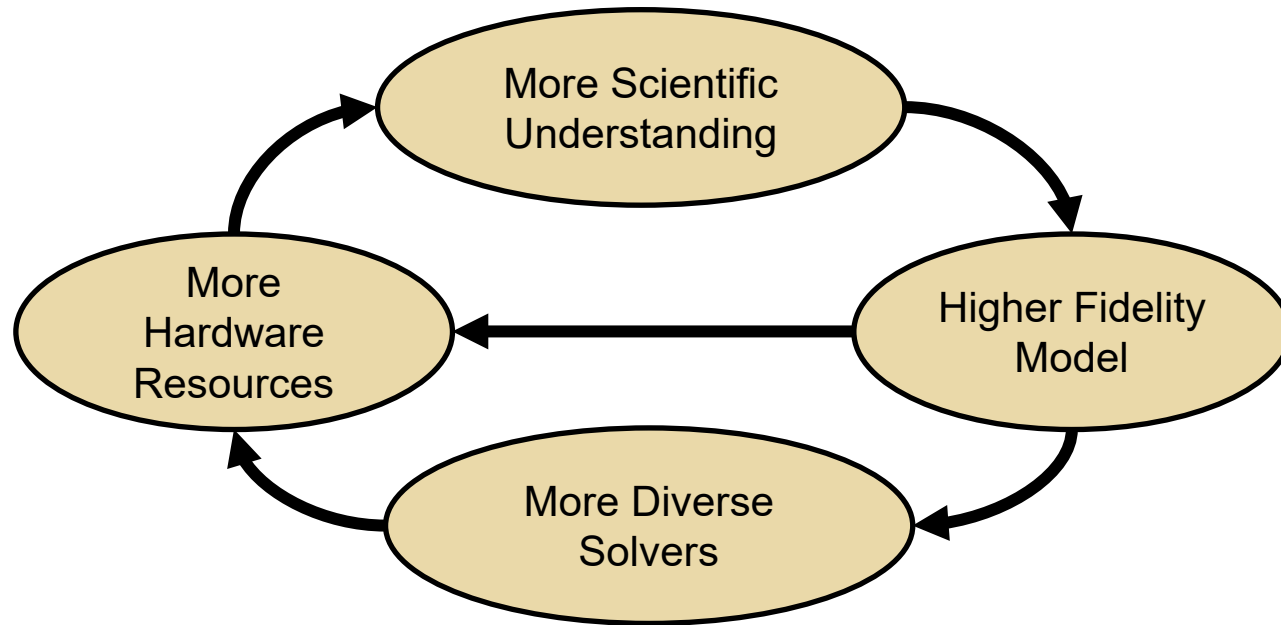 More Scientific
Understanding
More
Hardware
Resources
Higher Fidelity
Model
More Diverse
Solvers